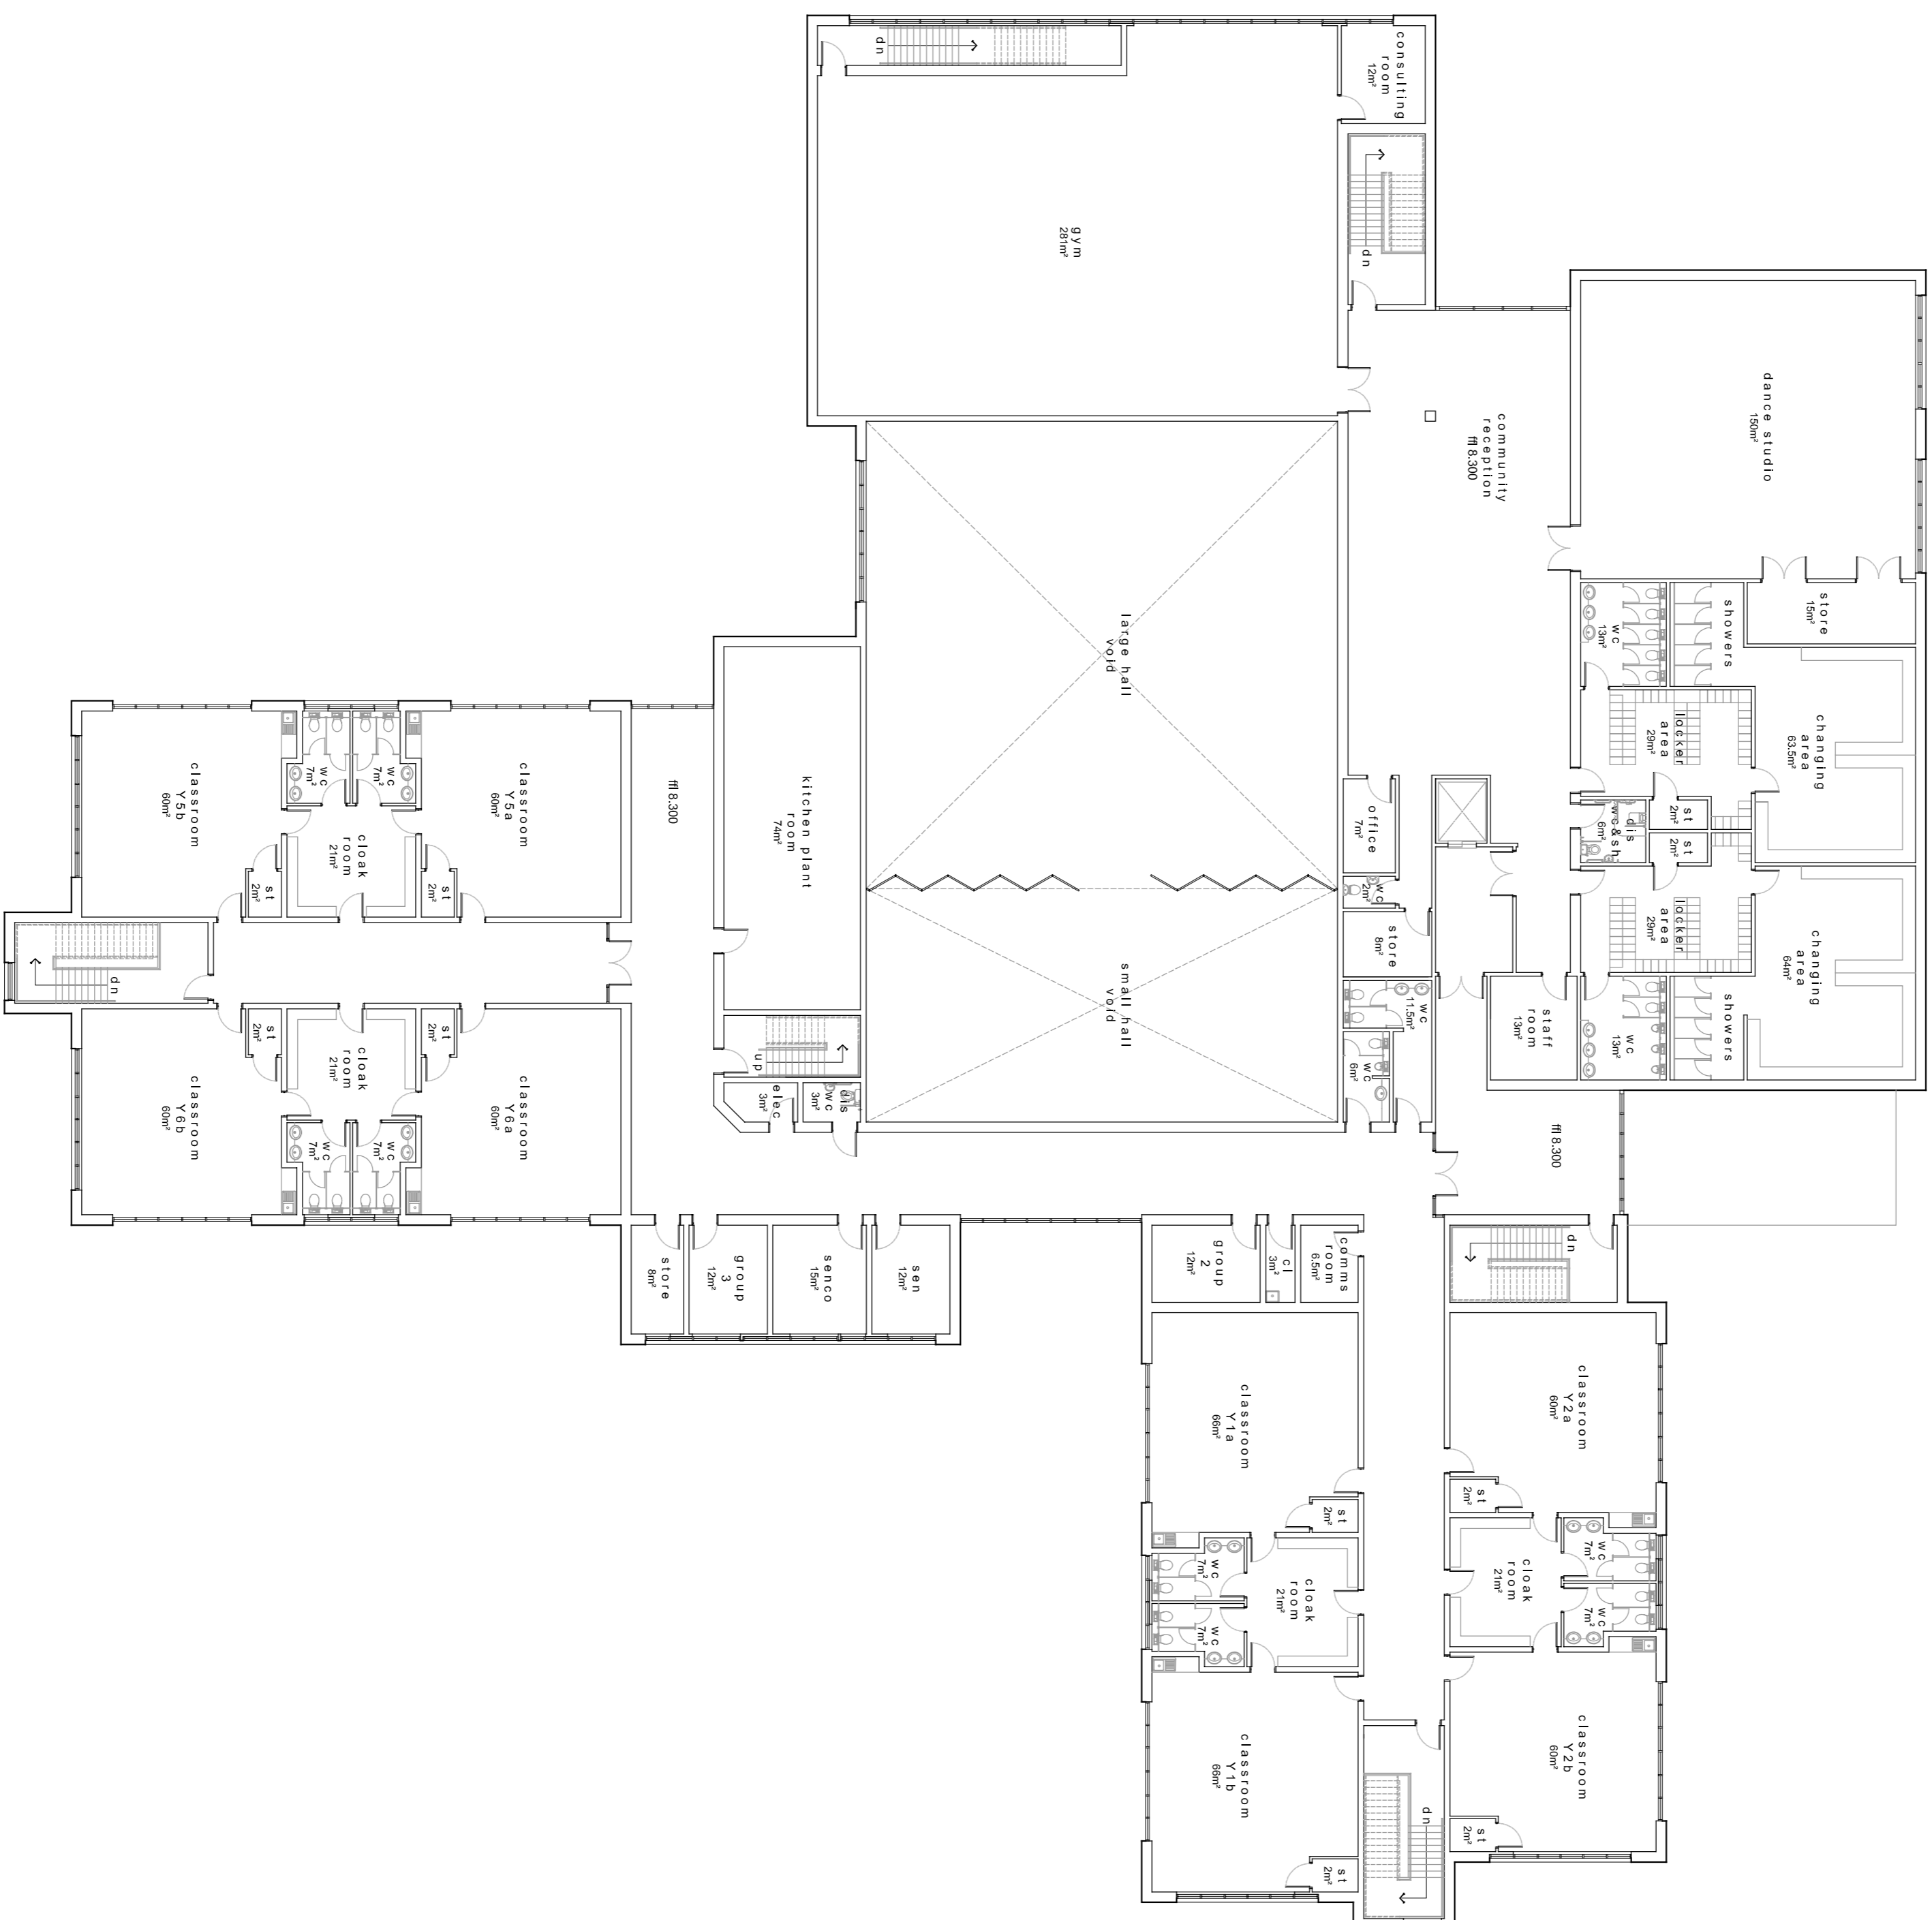 dn
consulting
room
12m²
gym
281m²
dn
community
reception
ffl 8.300
dance studio
150m²
store
15m²
showers
wc
13m²
large hall
void
changing
area
63.5m²
locker
area
29m²
st
2m²
dis
wc&sh.
6m²
st
2m²
office
7m²
wc
2m²
store
8m²
locker
area
29m²
changing
area
64m²
showers
wc
13m²
staff
room
13m²
wc
11.5m²
wc
6m²
small hall
void
kitchen plant
room
74m²
ffl 8.300
classroom
Y5a
60m²
wc
7m²
wc
7m²
classroom
Y5b
60m²
cloak
room
21m²
st
2m²
st
2m²
dn
up
elec
3m²
dis
wc
3m²
st
2m²
cloak
room
21m²
st
2m²
classroom
Y6a
60m²
classroom
Y6b
60m²
wc
7m²
wc
7m²
ffl 8.300
store
8m²
group
3
12m²
senco
15m²
sen
12m²
group
2
12m²
cl
3m²
comms
room
6.5m²
dn
classroom
Y1a
66m²
classroom
Y2a
60m²
st
2m²
st
2m²
wc
7m²
wc
7m²
cloak
room
21m²
cloak
room
21m²
wc
7m²
wc
7m²
classroom
Y1b
66m²
classroom
Y2b
60m²
dn
st
2m²
st
2m²